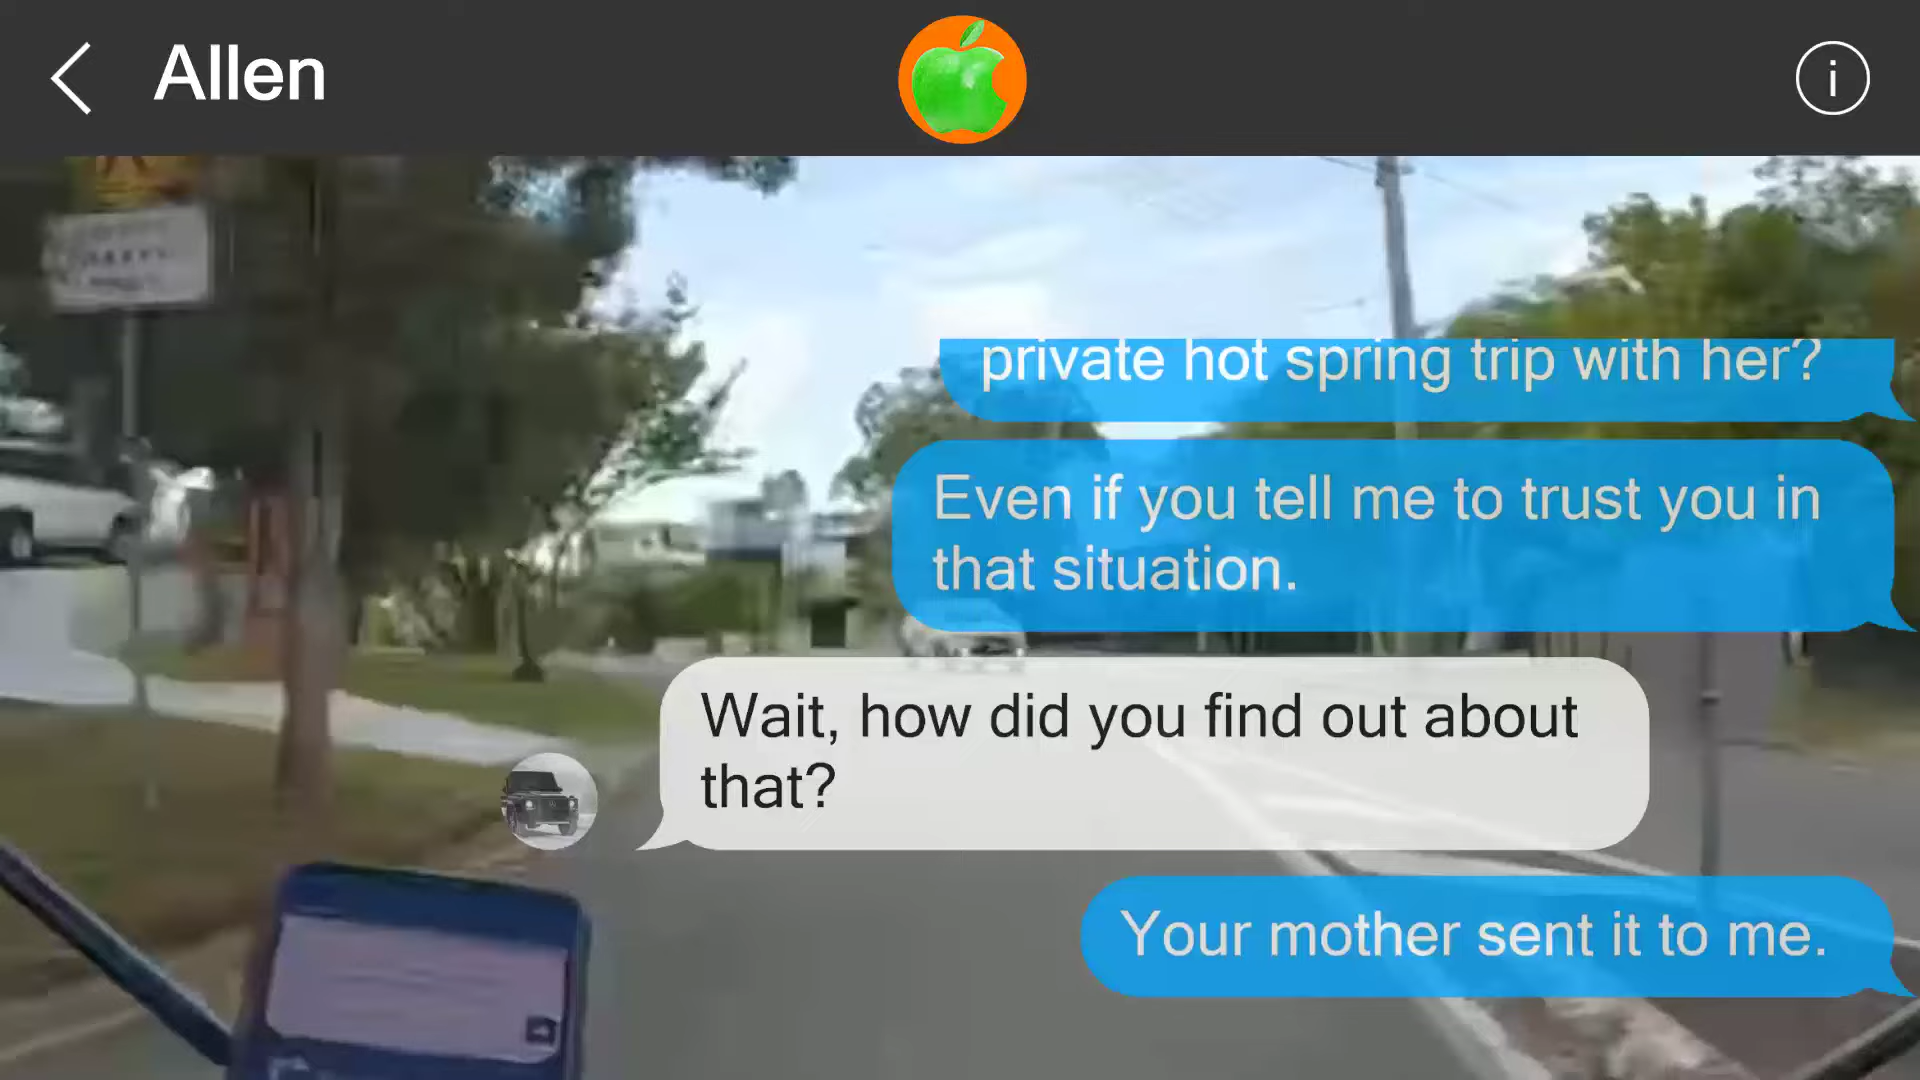 Allen
private hot spring trip with her?
Even if you tell me to trust you in
that situation.
Wait, how did you find out about
that?
Your mother sent it to me.